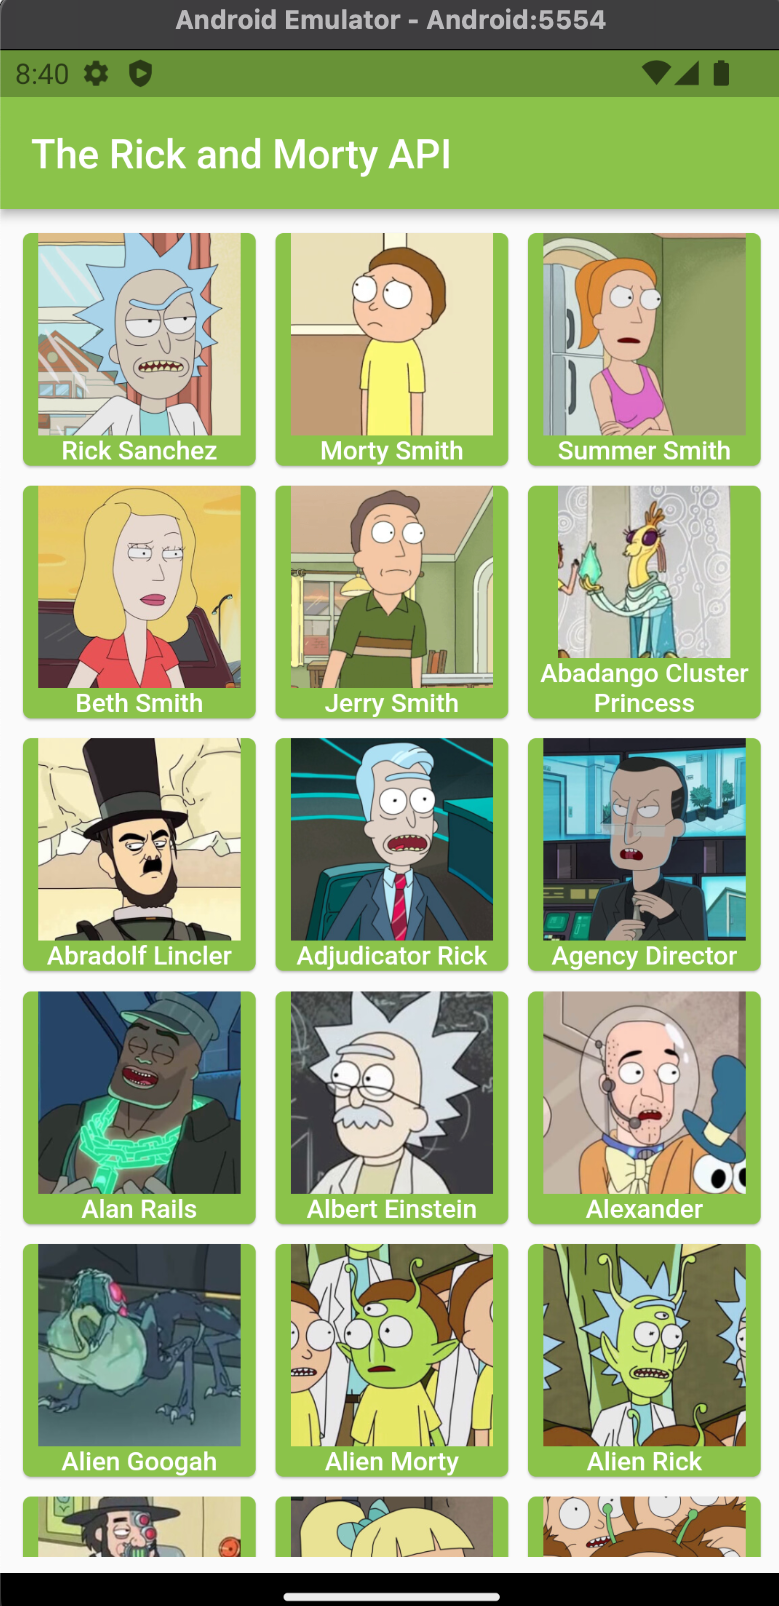 Android Emulator - Android:5554
8:40
The Rick and Morty API
Rick Sanchez
Morty Smith
Summer Smith
Beth Smith
Jerry Smith
Abadango Cluster
Princess
Abradolf Lincler
Adjudicator Rick
Agency Director
Alan Rails
Albert Einstein
Alexander
Alien Googah
Alien Morty
Alien Rick